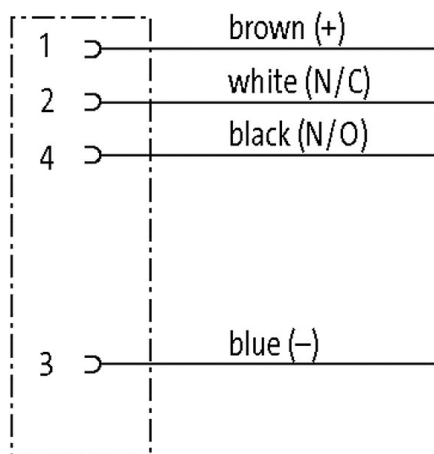 1 brown (+)
2 white (N/C)
4 black (N/O)
3 blue (–)